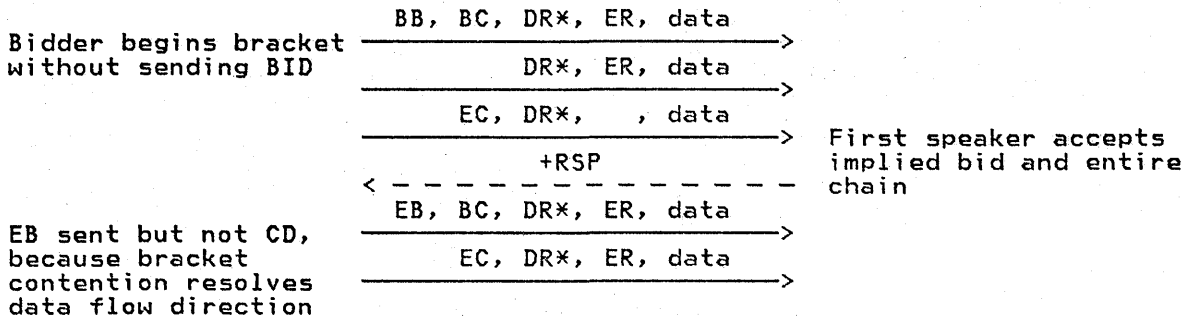 BB, BC, DR*, ER, data
Bidder begins bracket
without sending BID
DR*, ER, data
EC, DR*, , data
First speaker accepts
implied bid and entire
chain
+RSP
EB, BC, DR*, ER, data
EB sent but not CD,
because bracket
contention resolves
data flow direction
EC, DR*, ER, data